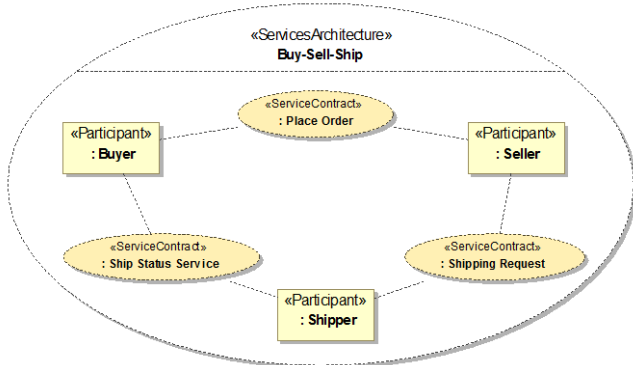 «ServicesArchitecture»
Buy-Sell-Ship
«ServiceContract»
: Place Order
«Participant»
: Buyer
«Participant»
: Seller
«ServiceContract»
: Ship Status Service
«ServiceContract»
: Shipping Request
«Participant»
: Shipper